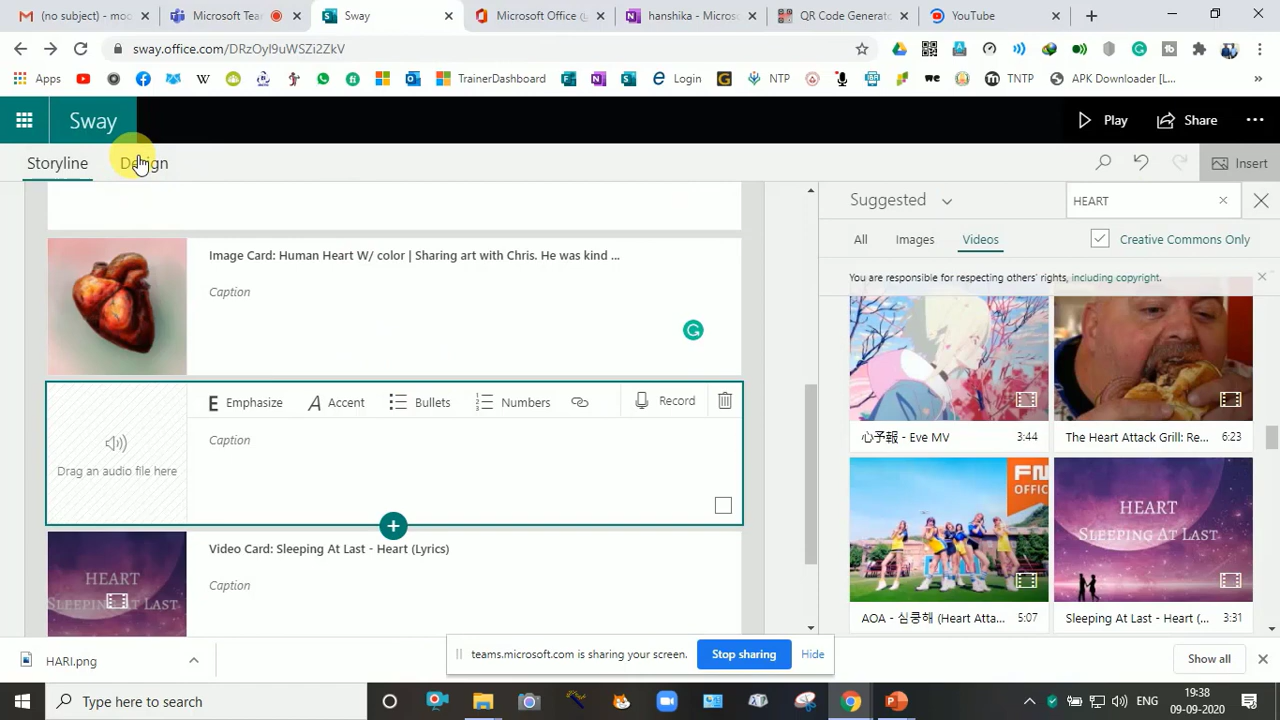 (no subject) - moo
Microsoft Tea
Sway
Microsoft Office (
hanshika - Micros
QR Code Generato
YouTube
sway.office.com/DRzOyI9uWSZi2ZkV
Apps
TrainerDashboard
Login
NTP
TNTP
APK Downloader [L...
Sway
Play
Share
Storyline
Design
Insert
Suggested
HEART
All
Images
Videos
Creative Commons Only
You are responsible for respecting others' rights, including copyright.
Image Card: Human Heart W/ color | Sharing art with Chris. He was kind ...
Caption
Emphasize
Accent
Bullets
Numbers
Record
Caption
Drag an audio file here
Video Card: Sleeping At Last - Heart (Lyrics)
Caption
HEART
SLEEPING AT LAST
心予報 - Eve MV
3:44
The Heart Attack Grill: Re...
6:23
FN
OFFIC
HEART
SLEEPING AT LAST
AOA - 심쿵해 (Heart Atta...
5:07
Sleeping At Last - Heart (...
3:31
HARI.png
teams.microsoft.com is sharing your screen.
Stop sharing
Hide
Show all
Type here to search
ENG
19:38
09-09-2020